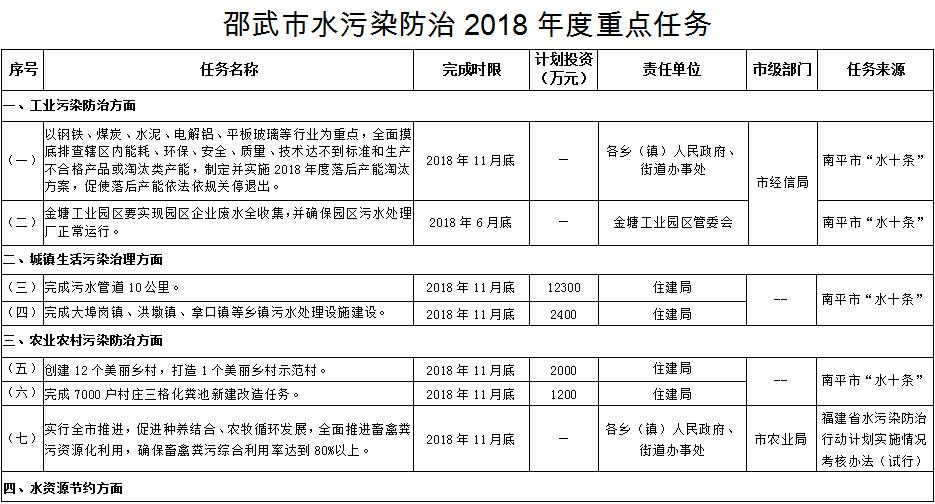 邵武市水污染防治 2018 年度重点任务
序号 任务名称 完成时限 计划投资（万元） 责任单位 市级部门 任务来源
一、工业污染防治方面
（一）
以钢铁、煤炭、水泥、电解铝、平板玻璃等行业为重点，全面摸
底排查辖区内能耗、环保、安全、质量、技术达不到标准和生产
不合格产品或淘汰类产能，制定并实施 2018 年度落后产能淘汰
方案，促使落后产能依法依规关停退出。
2018 年 11 月底
—
各乡（镇）人民政府、
街道办事处
市经信局
南平市“水十条”
（二）
金塘工业园区要实现园区企业废水全收集，并确保园区污水处理
厂正常运行。
2018 年 6 月底
—
金塘工业园区管委会
南平市“水十条”
二、城镇生活污染治理方面
（三） 完成污水管道 10 公里。 2018 年 11 月底 12300 住建局
--
南平市“水十条”
（四） 完成大埠岗镇、洪墩镇、拿口镇等乡镇污水处理设施建设。 2018 年 11 月底 2400 住建局
三、农业农村污染防治方面
（五） 创建 12 个美丽乡村，打造 1 个美丽乡村示范村。 2018 年 11 月底 2000 住建局
--
南平市“水十条”
（六） 完成 7000 户村庄三格化粪池新建改造任务。 2018 年 11 月底 1200 住建局
（七）
实行全市推进，促进种养结合、农牧循环发展，全面推进畜禽粪
污资源化利用，确保畜禽粪污综合利用率达到 80%以上。
2018 年 11 月底
—
各乡（镇）人民政府、
街道办事处
市农业局
福建省水污染防治
行动计划实施情况
考核办法（试行）
四、水资源节约方面